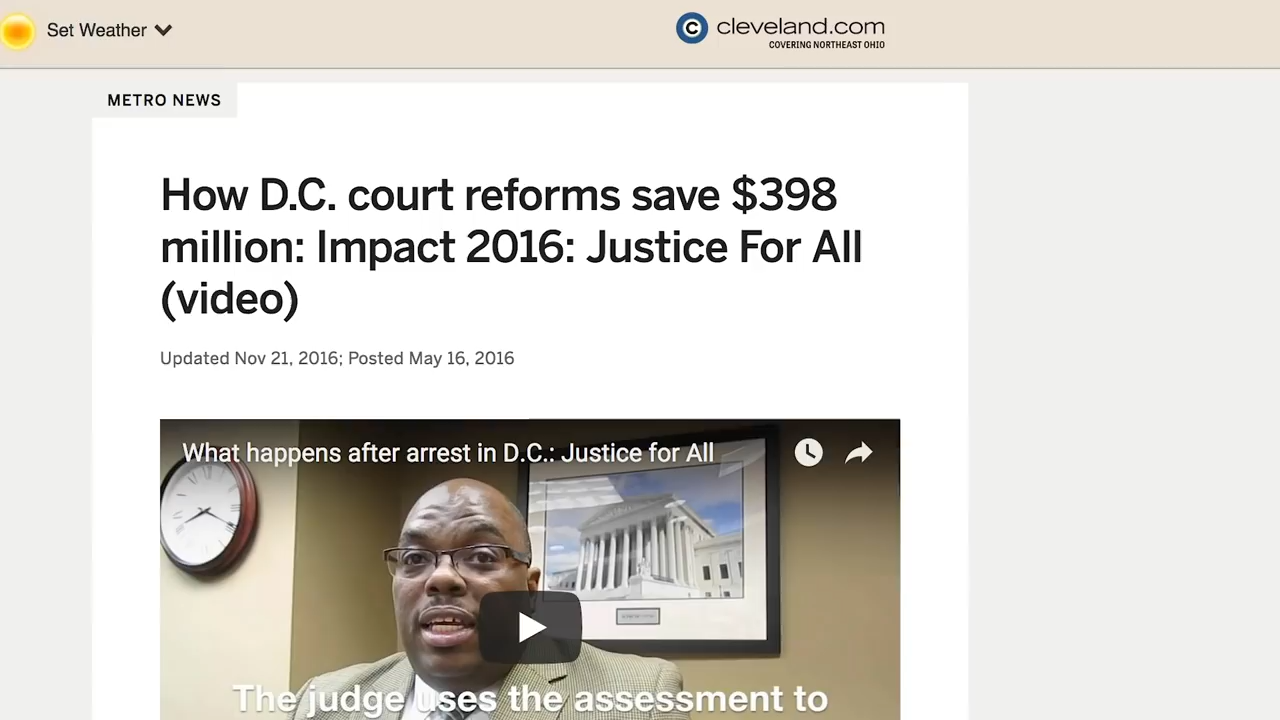 Set Weather
cleveland.com
COVERING NORTHEAST OHIO
METRO NEWS
How D.C. court reforms save $398
million: Impact 2016: Justice For All
(video)
Updated Nov 21, 2016; Posted May 16, 2016
What happens after arrest in D.C.: Justice for All
The judge uses the assessment to